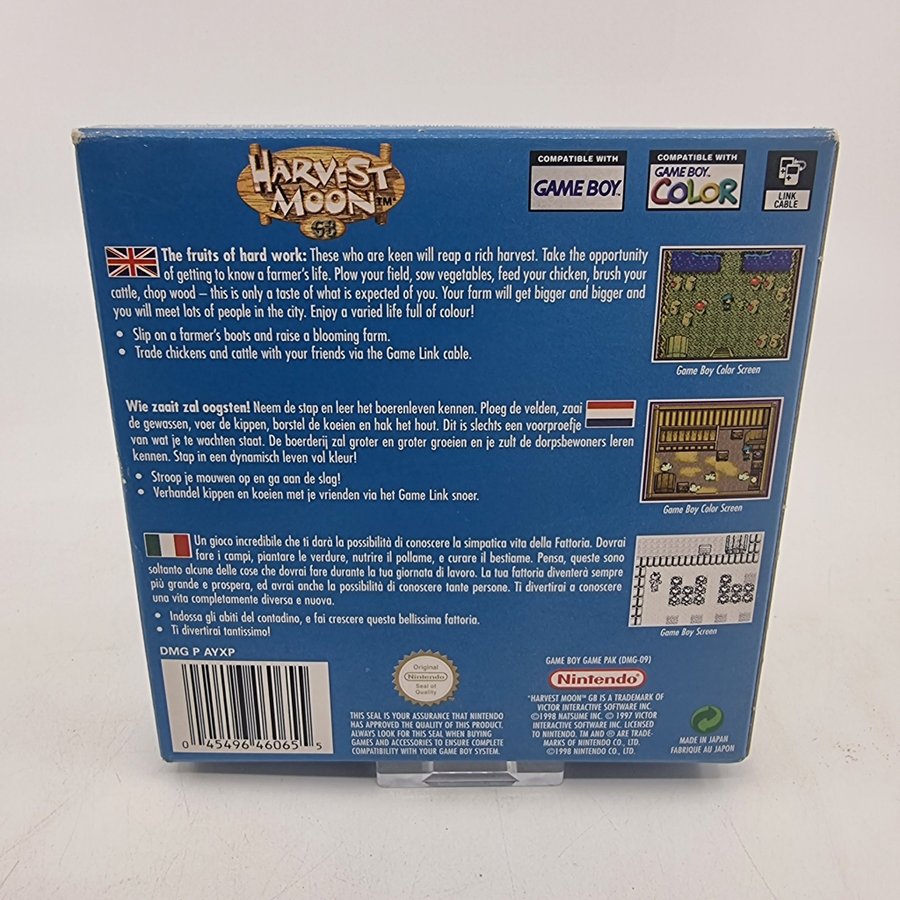 HARVEST
MOON™
GB
COMPATIBLE WITH
GAME BOY™
COMPATIBLE WITH
GAME BOY™
COLOR
LINK
CABLE
The fruits of hard work: These who are keen will reap a rich harvest. Take the opportunity
of getting to know a farmer's life. Plow your field, sow vegetables, feed your chicken, brush your
cattle, chop wood – this is only a taste of what is expected of you. Your farm will get bigger and bigger and
you will meet lots of people in the city. Enjoy a varied life full of colour!
• Slip on a farmer's boots and raise a blooming farm.
• Trade chickens and cattle with your friends via the Game Link cable.
Game Boy Color Screen
Wie zaait zal oogsten! Neem de stap en leer het boerenleven kennen. Ploeg de velden, zaai
de gewassen, voer de kippen, borstel de koeien en hak het hout. Dit is slechts een voorproefje
van wat je te wachten staat. De boerderij zal groter en groter groeien en je zult de dorpsbewoners leren
kennen. Stap in een dynamisch leven vol kleur!
• Stroop je mouwen op en ga aan de slag!
• Verhandel kippen en koeien met je vrienden via het Game Link snoer.
Game Boy Color Screen
Un gioco incredibile che ti darà la possibilità di conoscere la simpatica vita della Fattoria. Dovrai
fare i campi, piantare le verdure, nutrire il pollame, e curare il bestiame. Pensa, queste sono
soltanto alcune delle cose che dovrai fare durante la tua giornata di lavoro. La tua fattoria diventerà sempre
più grande e prospera, ed avrai anche la possibilità di conoscere tante persone. Ti divertirai a conoscere
una vita completamente diversa e nuova.
• Indossa gli abiti del contadino, e fai crescere questa bellissima fattoria.
• Ti divertirai tantissimo!
Game Boy Screen
DMG P AYXP
0 45496 46065 5
Original
Nintendo
Seal of
Quality
THIS SEAL IS YOUR ASSURANCE THAT NINTENDO
HAS APPROVED THE QUALITY OF THIS PRODUCT.
ALWAYS LOOK FOR THIS SEAL WHEN BUYING
GAMES AND ACCESSORIES TO ENSURE COMPLETE
COMPATIBILITY WITH YOUR GAME BOY SYSTEM.
GAME BOY GAME PAK (DMG-09)
Nintendo®
"HARVEST MOON™ GB IS A TRADEMARK OF
VICTOR INTERACTIVE SOFTWARE INC.
©1998 NATSUME INC. © 1997 VICTOR
INTERACTIVE SOFTWARE INC. LICENSED
TO NINTENDO. TM AND ® ARE TRADE-
MARKS OF NINTENDO CO., LTD.
©1998 NINTENDO CO., LTD.
MADE IN JAPAN
FABRIQUE AU JAPON